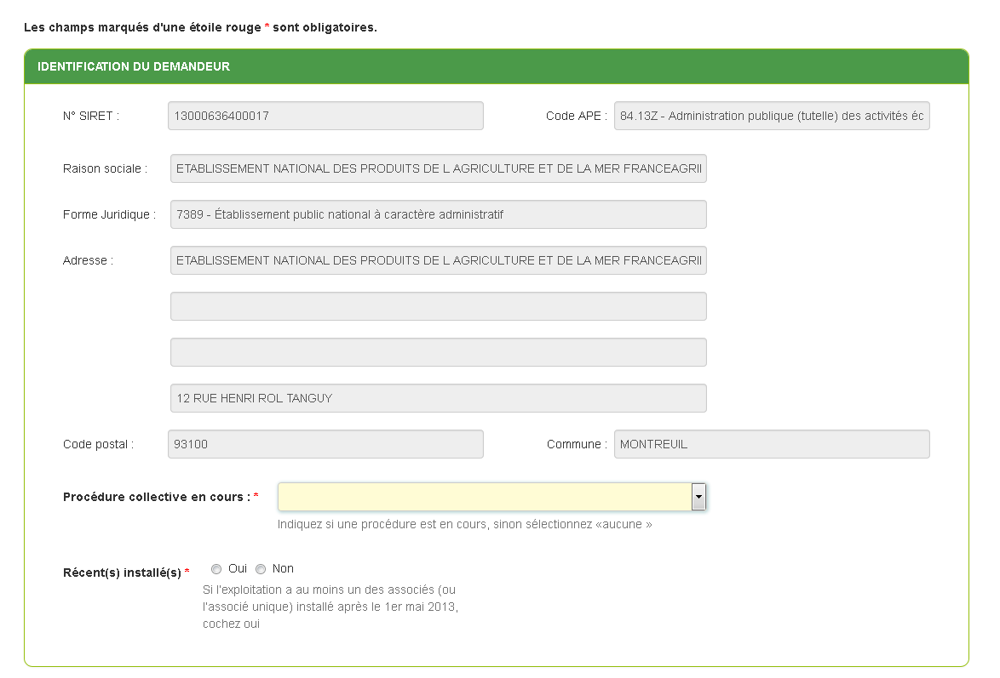 Les champs marqués d'une étoile rouge * sont obligatoires.
IDENTIFICATION DU DEMANDEUR
N° SIRET : 13000636400017 Code APE : 84.13Z - Administration publique (tutelle) des activités éc
Raison sociale : ETABLISSEMENT NATIONAL DES PRODUITS DE L AGRICULTURE ET DE LA MER FRANCEAGRII
Forme Juridique : 7389 - Établissement public national à caractère administratif
Adresse : ETABLISSEMENT NATIONAL DES PRODUITS DE L AGRICULTURE ET DE LA MER FRANCEAGRII
12 RUE HENRI ROL TANGUY
Code postal : 93100 Commune : MONTREUIL
Procédure collective en cours : *
Indiquez si une procédure est en cours, sinon sélectionnez «aucune »
Récent(s) installé(s) * Oui Non
Si l'exploitation a au moins un des associés (ou
l'associé unique) installé après le 1er mai 2013,
cochez oui